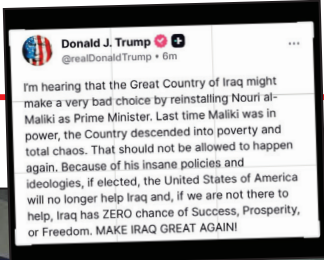 Donald J. Trump
@realDonaldTrump • 6m
I'm hearing that the Great Country of Iraq might
make a very bad choice by reinstalling Nouri al-
Maliki as Prime Minister. Last time Maliki was in
power, the Country descended into poverty and
total chaos. That should not be allowed to happen
again. Because of his insane policies and
ideologies, if elected, the United States of America
will no longer help Iraq and, if we are not there to
help, Iraq has ZERO chance of Success, Prosperity,
or Freedom. MAKE IRAQ GREAT AGAIN!